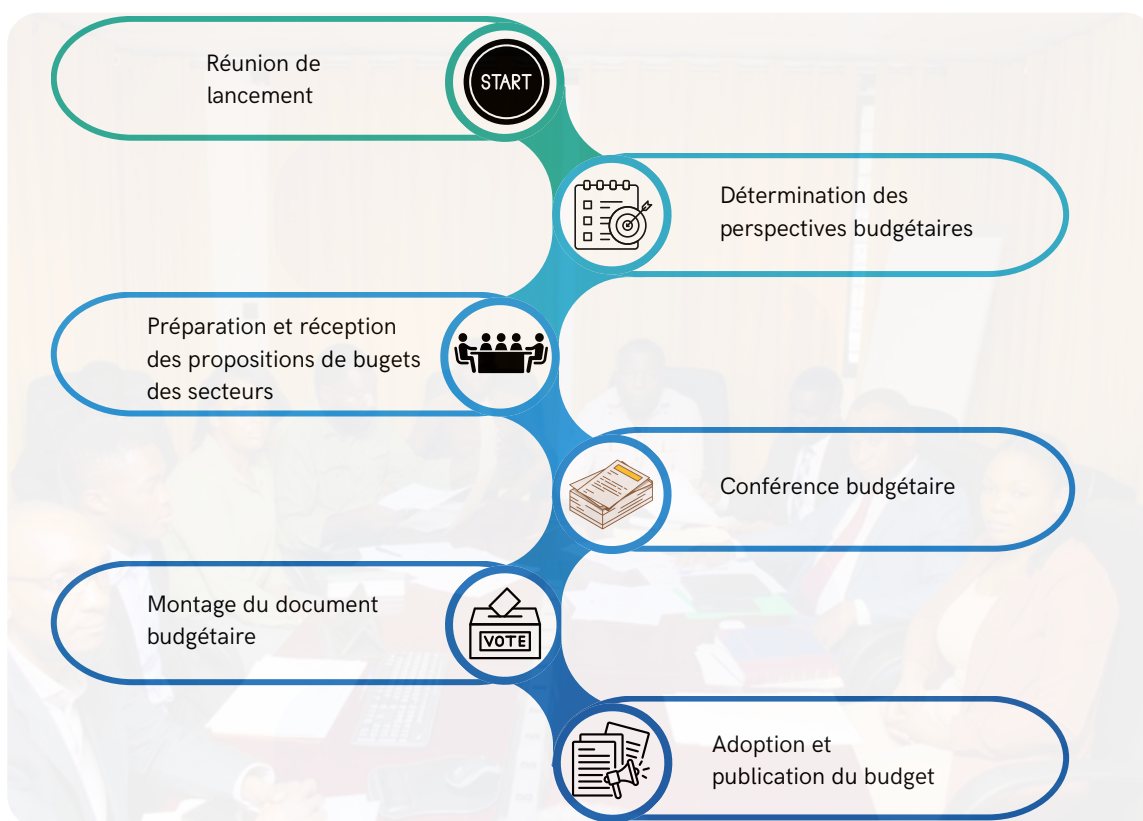 Réunion de
lancement
START
Détermination des
perspectives budgétaires
Préparation et réception
des propositions de bugets
des secteurs
Conférence budgétaire
Montage du document
budgétaire
VOTE
Adoption et
publication du budget